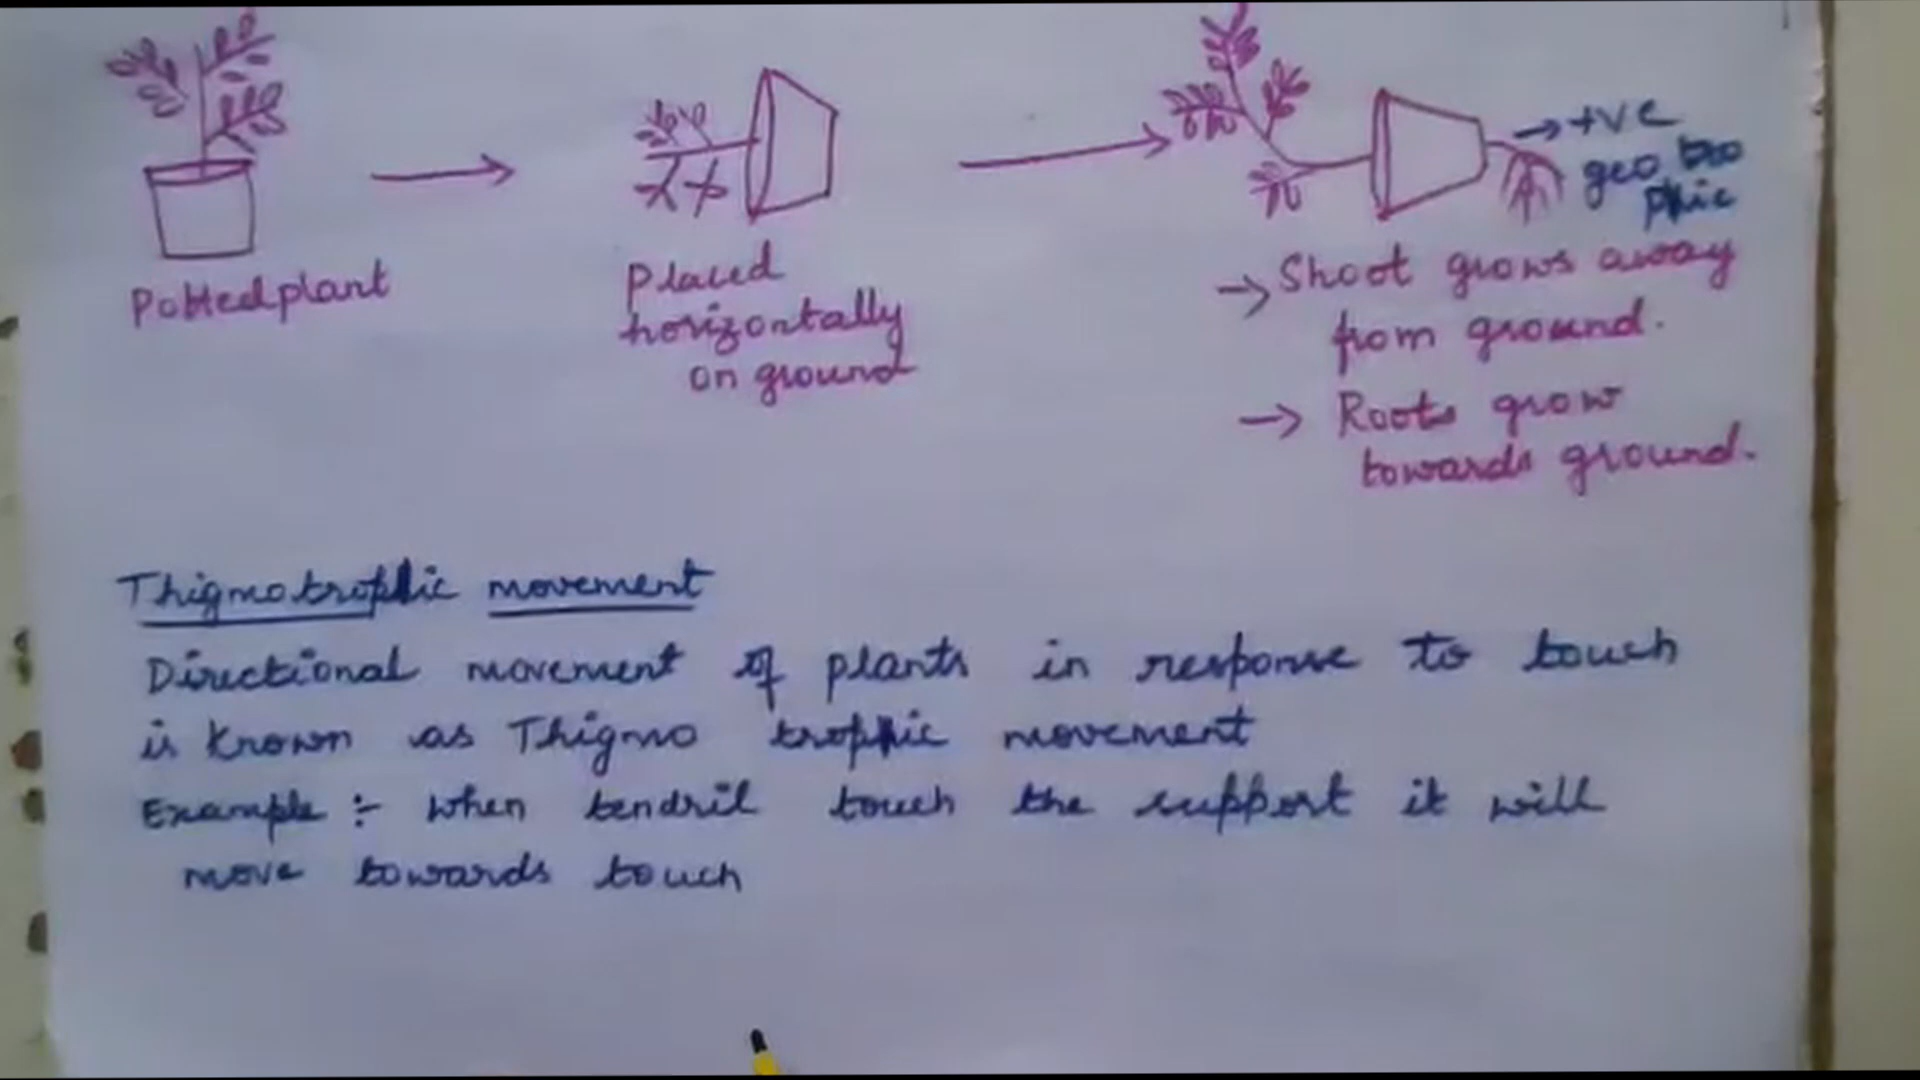 Potted plant
Placed
horizontally
on ground
→ +ve
geo tro
phic
→ Shoot grows away
from ground.
→ Roots grow
towards ground.
Thigmotrophic movement
Directional movement of plants in response to touch
is known as Thigmo trophic movement
Example :- when tendril touch the support it will
move towards touch